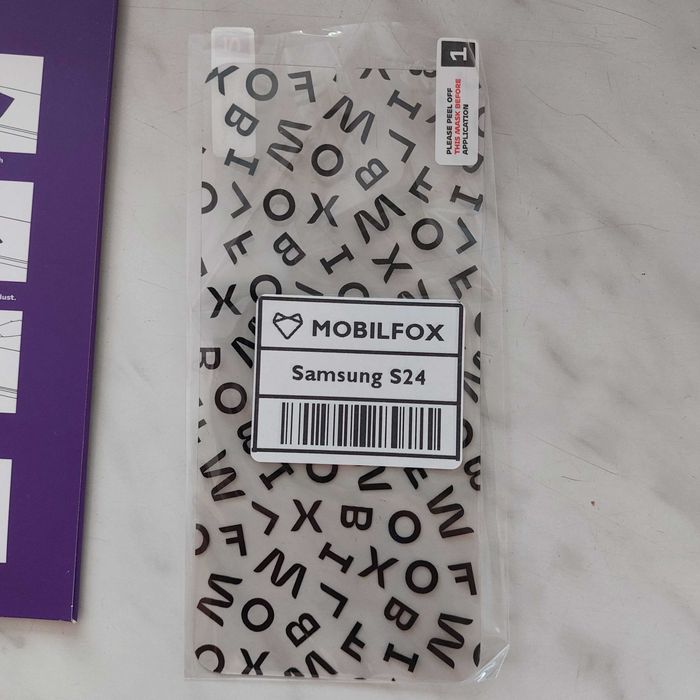 1
PLEASE PEEL OFF
THIS MASK BEFORE
APPLICATION
MOBILFOX
Samsung S24